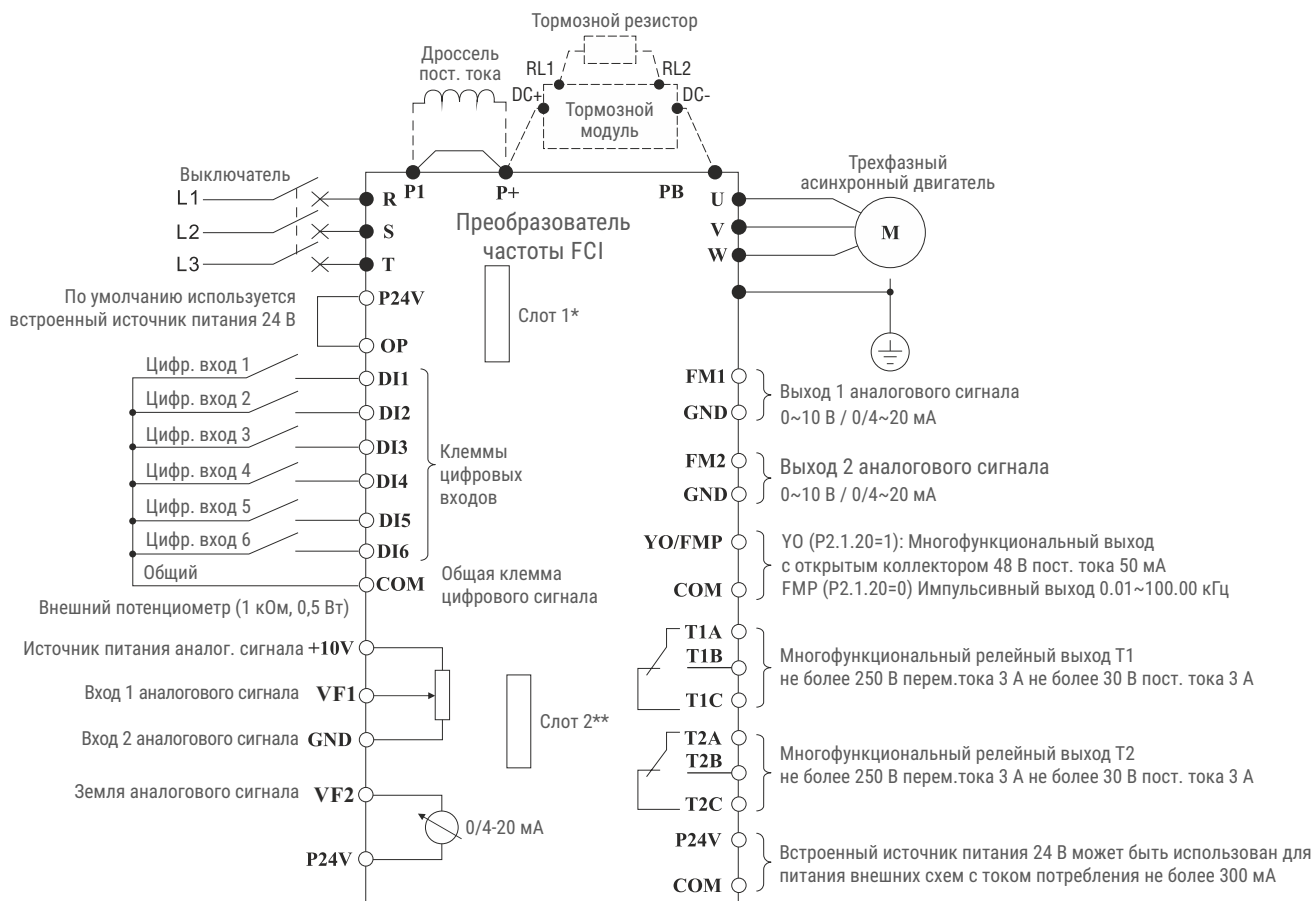 Тормозной резистор
Дроссель
пост. тока
RL1
RL2
DC+
DC-
Тормозной
модуль
Выключатель
P1
P+
PB
Трехфазный
асинхронный двигатель
L1
R
U
L2
S
V
L3
T
W
M
Преобразователь
частоты FCI
По умолчанию используется
встроенный источник питания 24 В
P24V
OP
Слот 1*
Цифр. вход 1
DI1
Цифр. вход 2
DI2
Цифр. вход 3
DI3
Цифр. вход 4
DI4
Цифр. вход 5
DI5
Цифр. вход 6
DI6
Клеммы
цифровых
входов
Общий
COM
Общая клемма
цифрового сигнала
Внешний потенциометр (1 кОм, 0,5 Вт)
Источник питания аналог. сигнала +10V
Вход 1 аналогового сигнала VF1
Вход 2 аналогового сигнала GND
Земля аналогового сигнала VF2
0/4-20 мА
P24V
Слот 2**
FM1
GND
Выход 1 аналогового сигнала
0~10 В / 0/4~20 мА
FM2
GND
Выход 2 аналогового сигнала
0~10 В / 0/4~20 мА
YO/FMP
COM
YO (P2.1.20=1): Многофункциональный выход
с открытым коллектором 48 В пост. тока 50 мА
FMP (P2.1.20=0) Импульсивный выход 0.01~100.00 кГц
T1A
T1B
T1C
Многофункциональный релейный выход T1
не более 250 В перем.тока 3 А не более 30 В пост. тока 3 А
T2A
T2B
T2C
Многофункциональный релейный выход T2
не более 250 В перем.тока 3 А не более 30 В пост. тока 3 А
P24V
COM
Встроенный источник питания 24 В может быть использован для
питания внешних схем с током потребления не более 300 мА